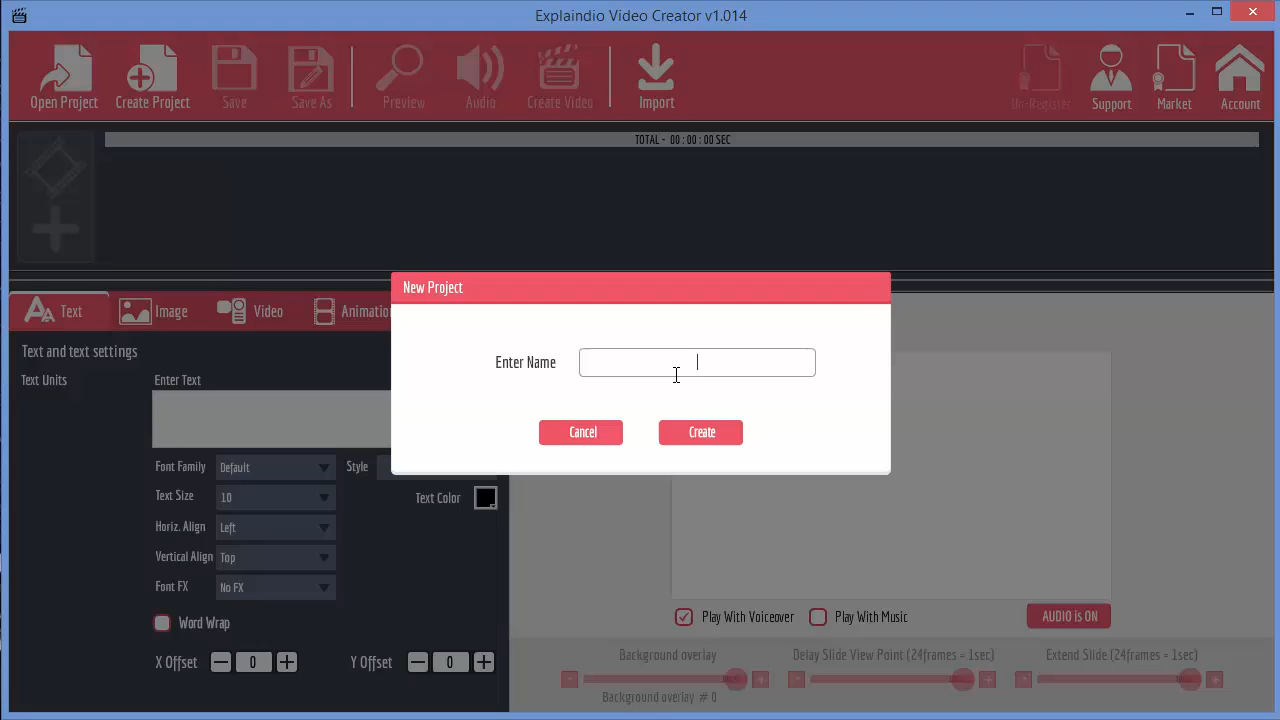 Explaindio Video Creator v1.014
Open Project
Create Project
Save
Save As
Preview
Audio
Create Video
Import
Un-Register
Support
Market
Account
TOTAL - 00 : 00 : 00 SEC
New Project
Enter Name
Cancel
Create
Text
Image
Video
Animatio
Text and text settings
Text Units
Enter Text
Font Family
Default
Style
Text Size
10
Text Color
Horiz. Align
Left
Vertical Align
Top
Font FX
No FX
Word Wrap
X Offset
0
Y Offset
0
Play With Voiceover
Play With Music
AUDIO is ON
Background overlay
Delay Slide View Point (24frames = 1sec)
Extend Slide (24frames = 1sec)
Background overlay # 0